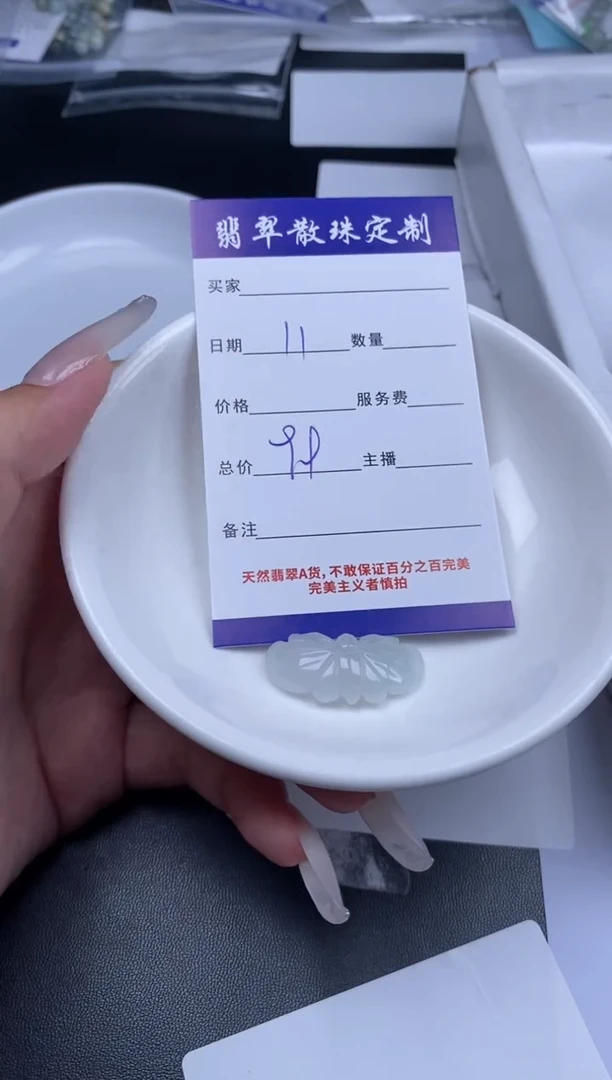 翡翠散珠定制
买家
日期 11 数量
价格 服务费
总价 主播
备注
天然翡翠A货,不敢保证百分之百完美
完美主义者慎拍